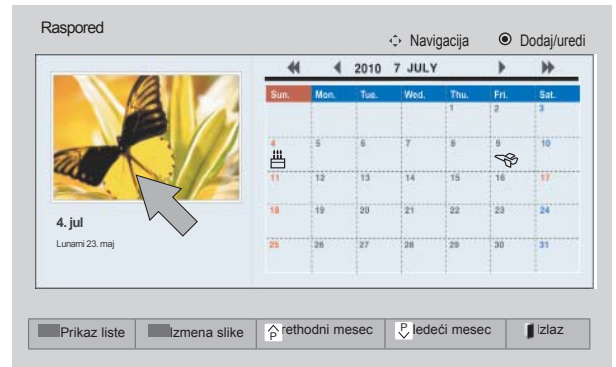 Raspored
Navigacija Dodaj/uredi
2010 7 JULY
Sun. Mon. Tue. Wed. Thu. Fri. Sat.
1 2 3
4 5 6 7 8 9 10
11 12 13 14 15 16 17
18 19 20 21 22 23 24
25 26 27 28 29 30 31
4. jul
Lunarni 23. maj
Prikaz liste Izmena slike P rethodni mesec P ledeći mesec Izlaz